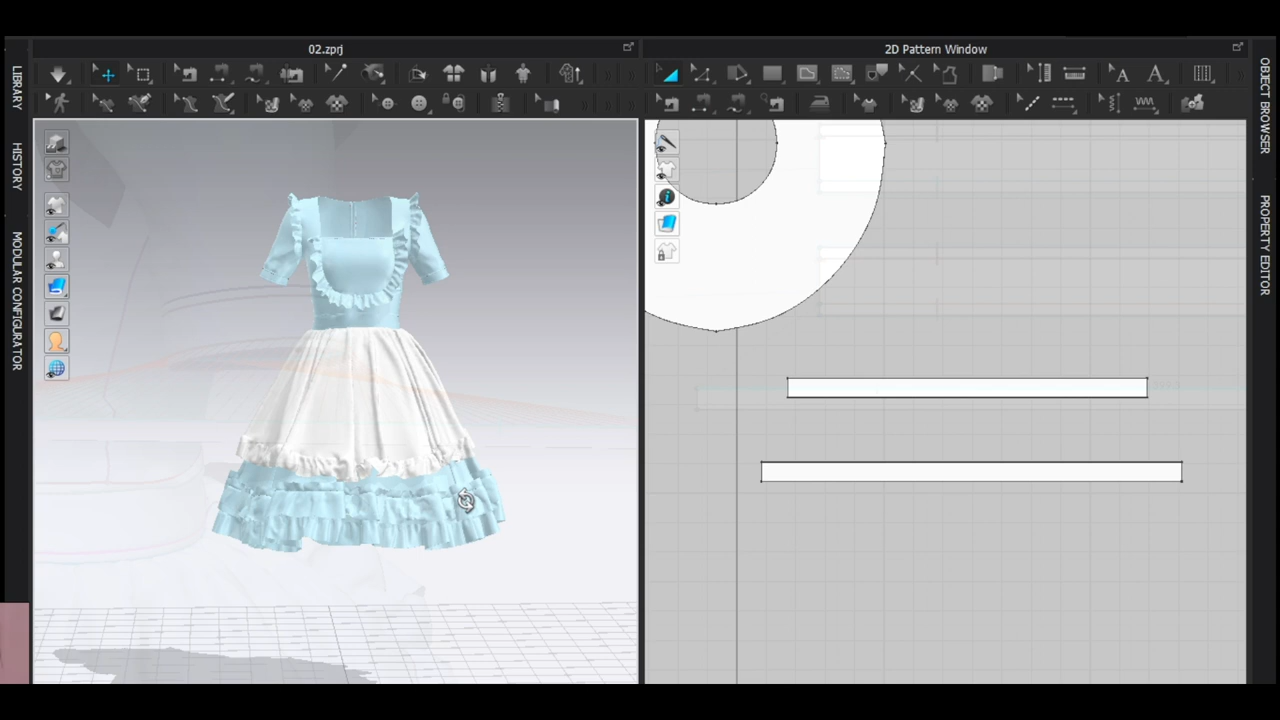 02.zprj
2D Pattern Window
LIBRARY
HISTORY
MODULAR CONFIGURATOR
OBJECT BROWSER
PROPERTY EDITOR